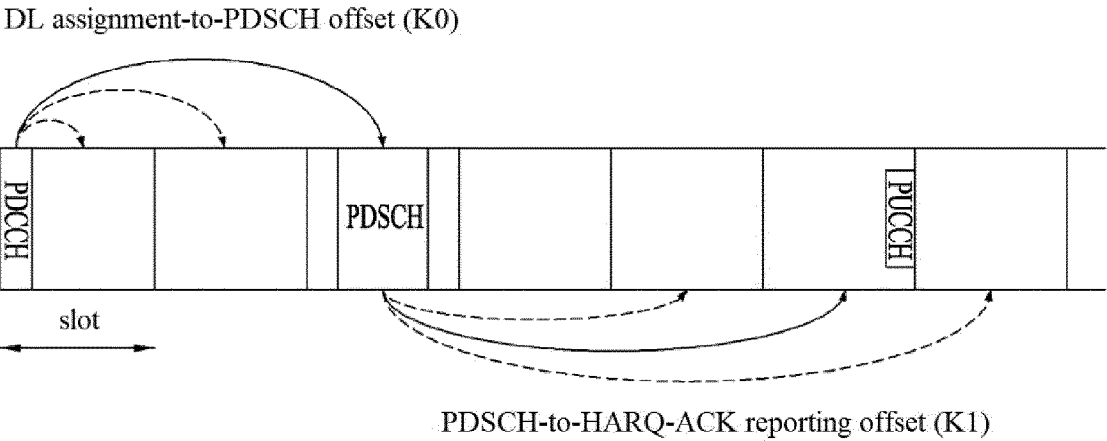 DL assignment-to-PDSCH offset (K0)
PDCCH
PDSCH
PUCCH
slot
PDSCH-to-HARQ-ACK reporting offset (K1)